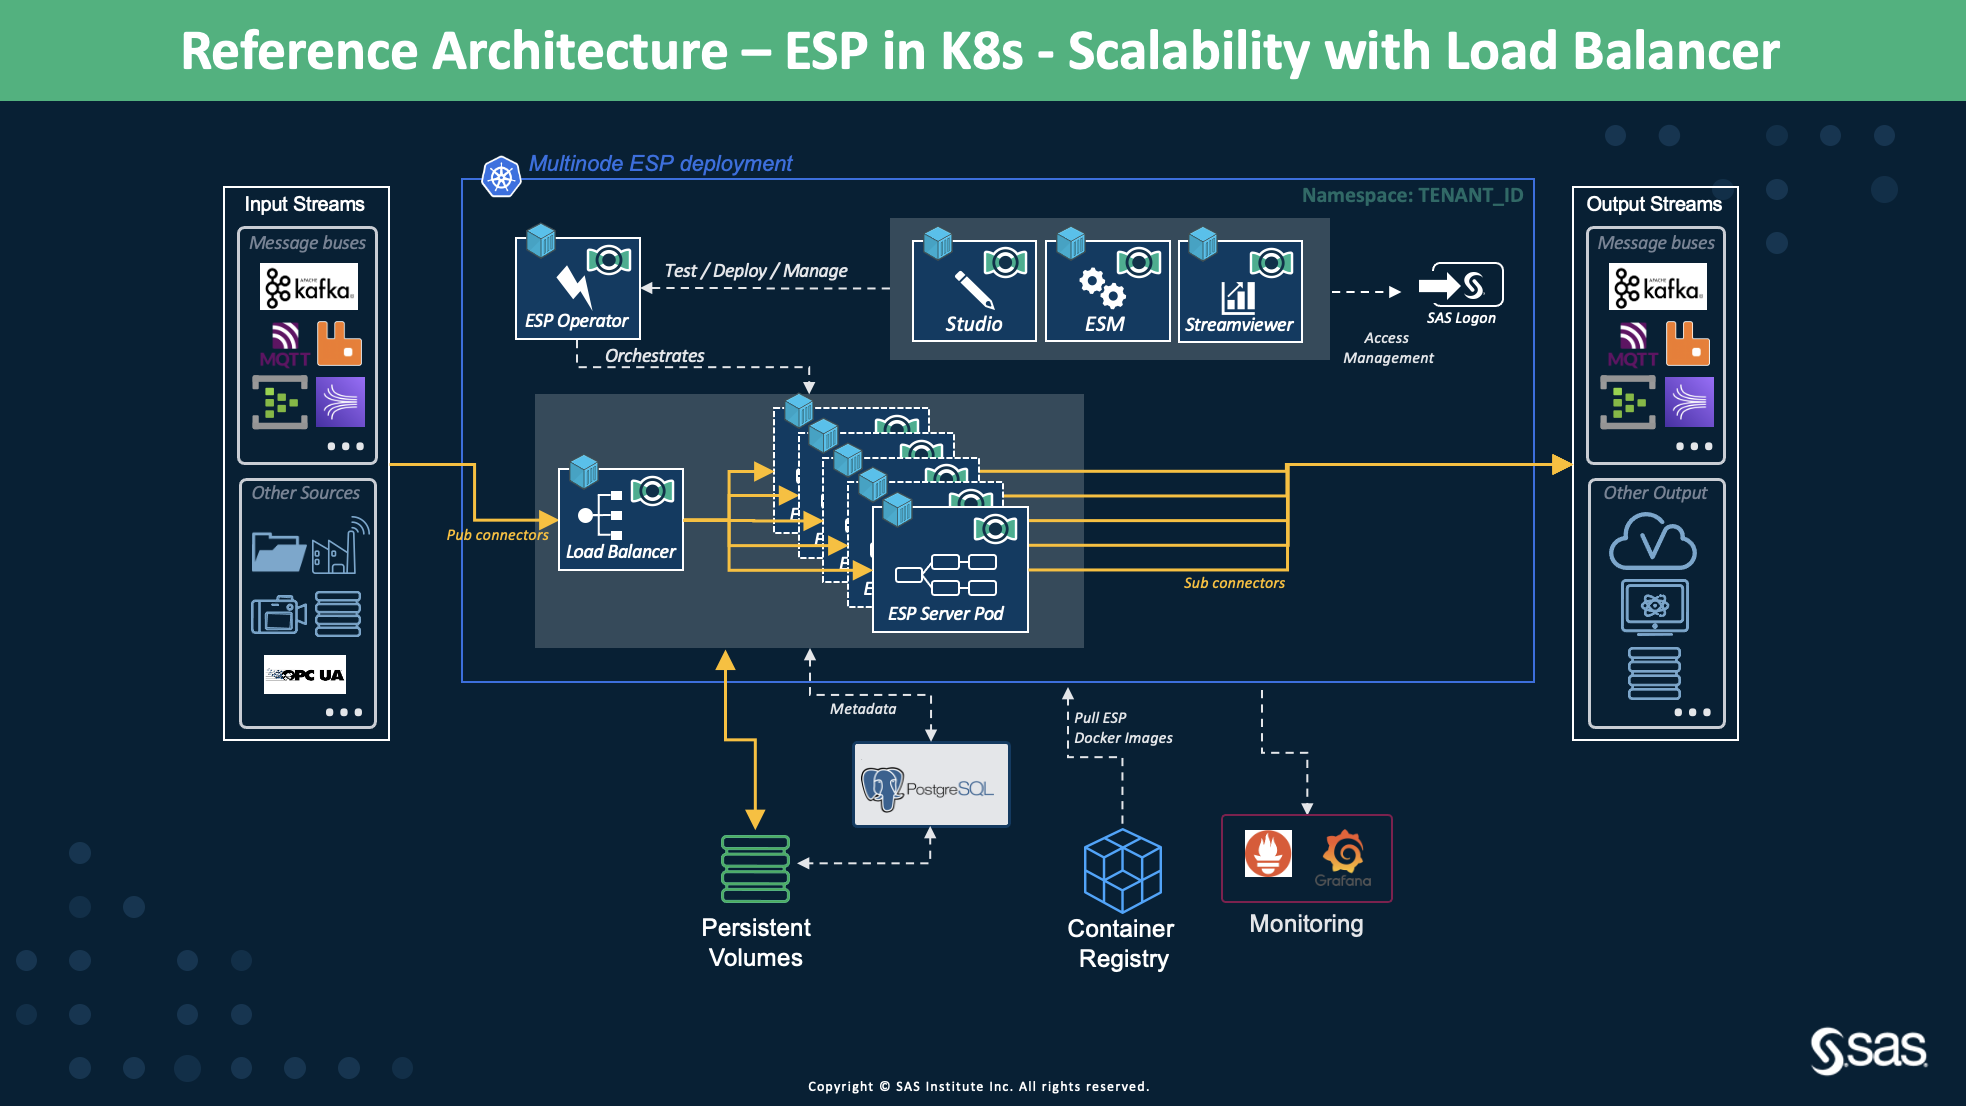 Reference Architecture – ESP in K8s - Scalability with Load Balancer
Multinode ESP deployment
Namespace: TENANT_ID
Input Streams
Message buses
APACHE
kafka
MQTT
Other Sources
OPC UA
Pub connectors
ESP Operator
Test / Deploy / Manage
Orchestrates
Studio
ESM
Streamviewer
SAS Logon
Access
Management
Load Balancer
E
E
E
E
ESP Server Pod
Sub connectors
Output Streams
Message buses
APACHE
kafka
MQTT
Other Output
Metadata
PostgreSQL
Pull ESP
Docker Images
Persistent
Volumes
Container
Registry
Grafana
Monitoring
sas
Copyright © SAS Institute Inc. All rights reserved.